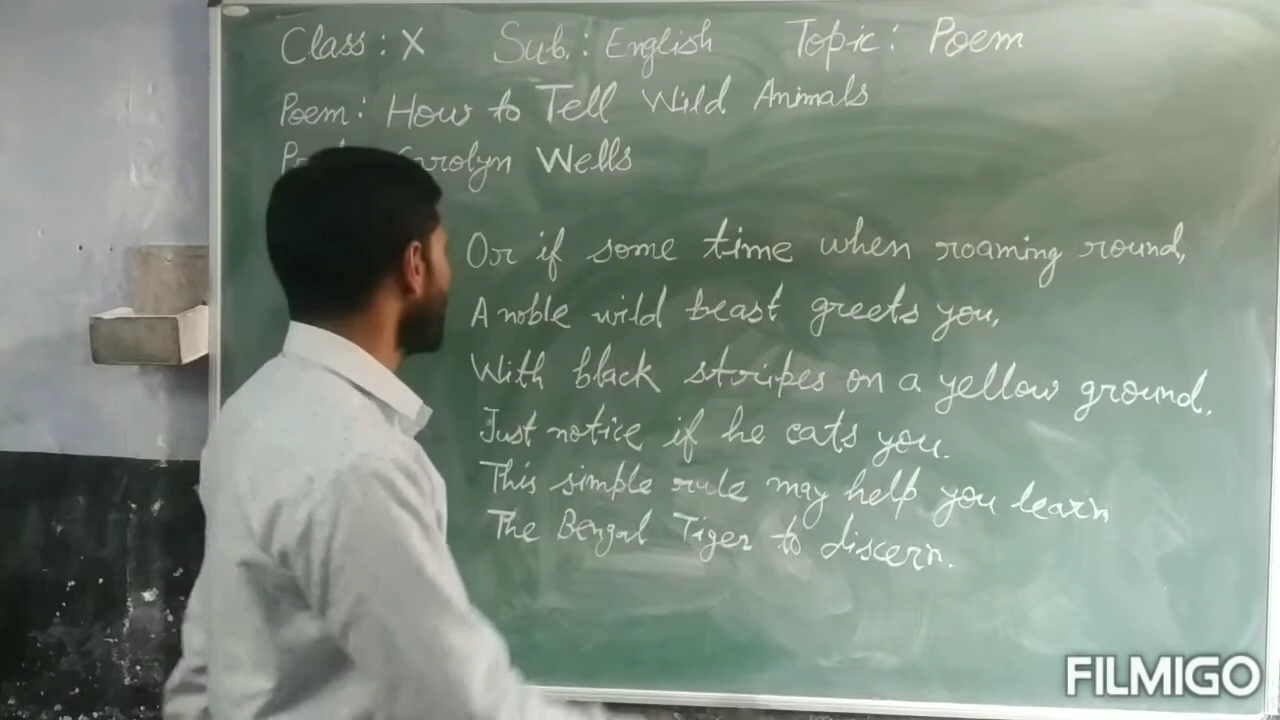 Class : X Sub. : English Topic : Poem
Poem : How to Tell Wild Animals
Carolyn Wells
Or if some time when roaming round,
A noble wild beast greets you,
With black stripes on a yellow ground,
Just notice if he eats you.
This simple rule may help you learn
The Bengal Tiger to discern.
FILMIGO